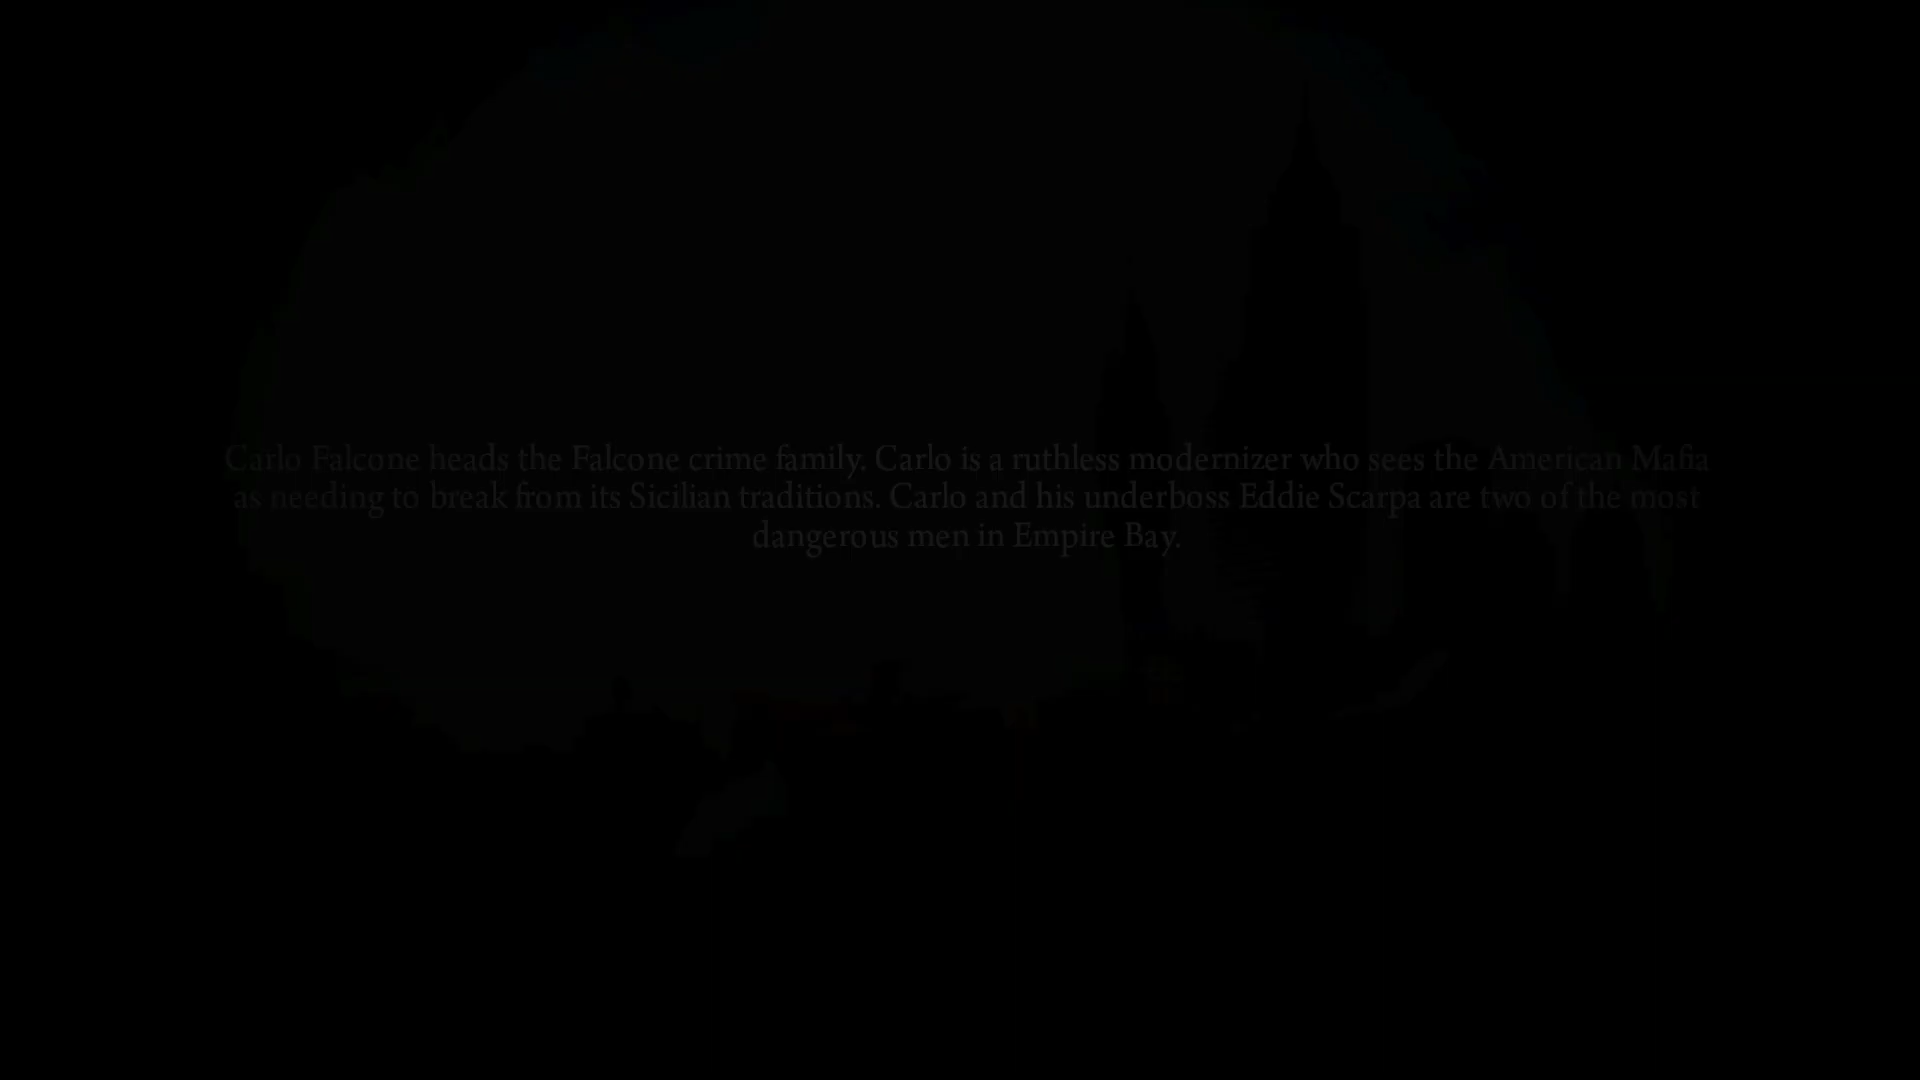 Carlo Falcone heads the Falcone crime family. Carlo is a ruthless modernizer who sees the American Mafia
as needing to break from its Sicilian traditions. Carlo and his underboss Eddie Scarpa are two of the most
dangerous men in Empire Bay.